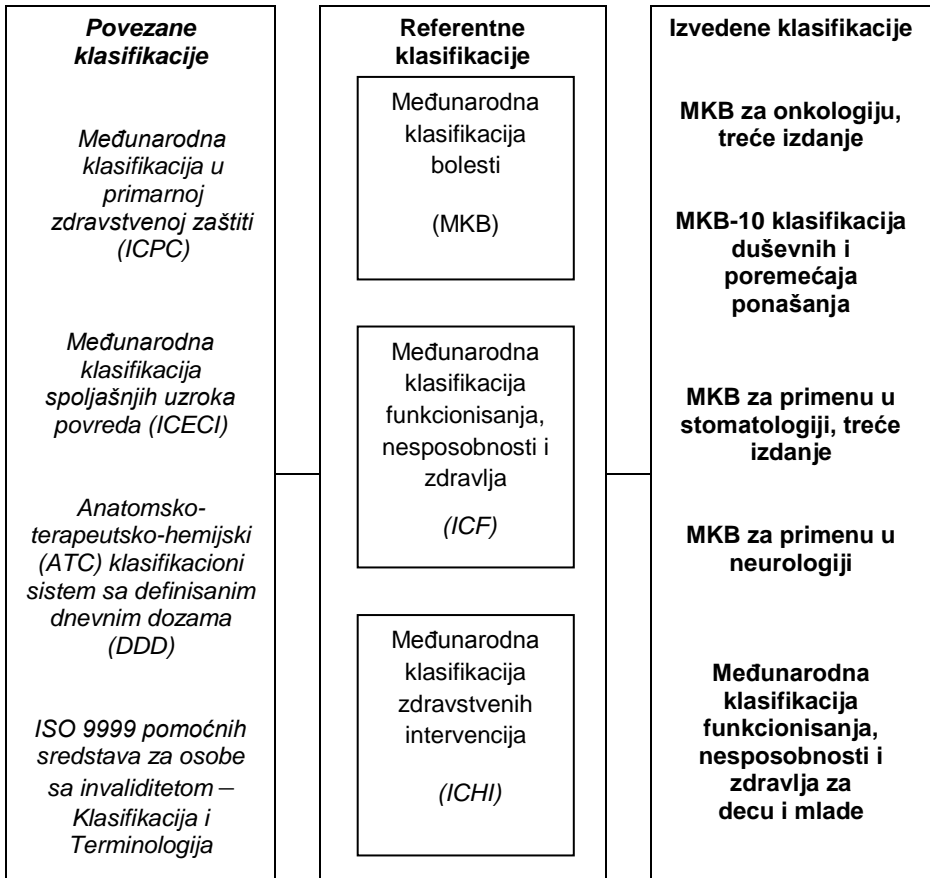 Povezane
klasifikacije
Međunarodna
klasifikacija u
primarnoj
zdravstvenoj zaštiti
(ICPC)
Međunarodna
klasifikacija
spoljašnjih uzroka
povreda (ICECI)
Anatomsko-
terapeutsko-hemijski
(ATC) klasifikacioni
sistem sa definisanim
dnevnim dozama
(DDD)
ISO 9999 pomoćnih
sredstava za osobe
sa invaliditetom –
Klasifikacija i
Terminologija
Referentne
klasifikacije
Međunarodna
klasifikacija
bolesti
(MKB)
Međunarodna
klasifikacija
funkcionisanja,
nesposobnosti i
zdravlja
(ICF)
Međunarodna
klasifikacija
zdravstvenih
intervencija
(ICHI)
Izvedene klasifikacije
MKB za onkologiju,
treće izdanje
MKB-10 klasifikacija
duševnih i
poremećaja
ponašanja
MKB za primenu u
stomatologiji, treće
izdanje
MKB za primenu u
neurologiji
Međunarodna
klasifikacija
funkcionisanja,
nesposobnosti i
zdravlja za
decu i mlade